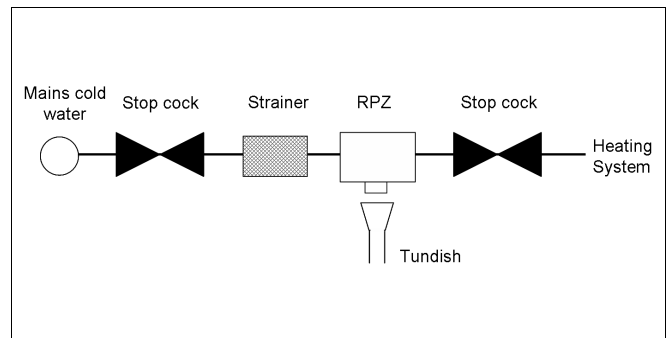 Mains cold
water
Stop cock
Strainer
RPZ
Stop cock
Heating
System
Tundish